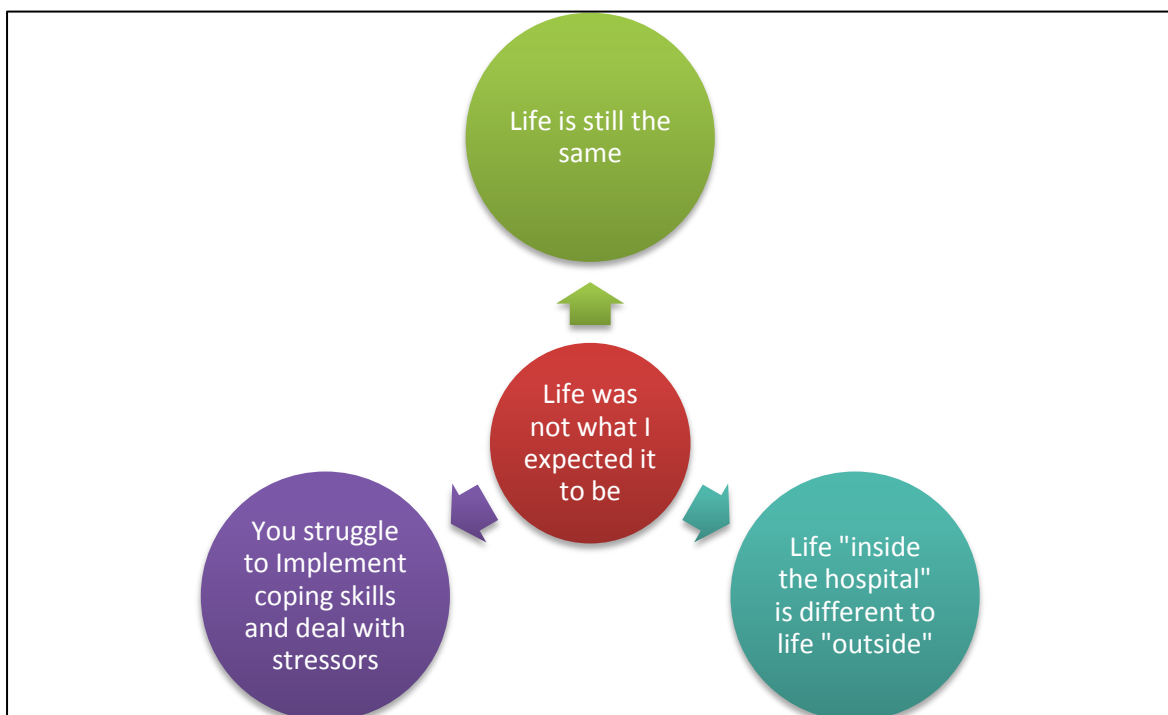 Life is still the
same
Life was
not what I
expected it
to be
You struggle
to Implement
coping skills
and deal with
stressors
Life "inside
the hospital"
is different to
life "outside"